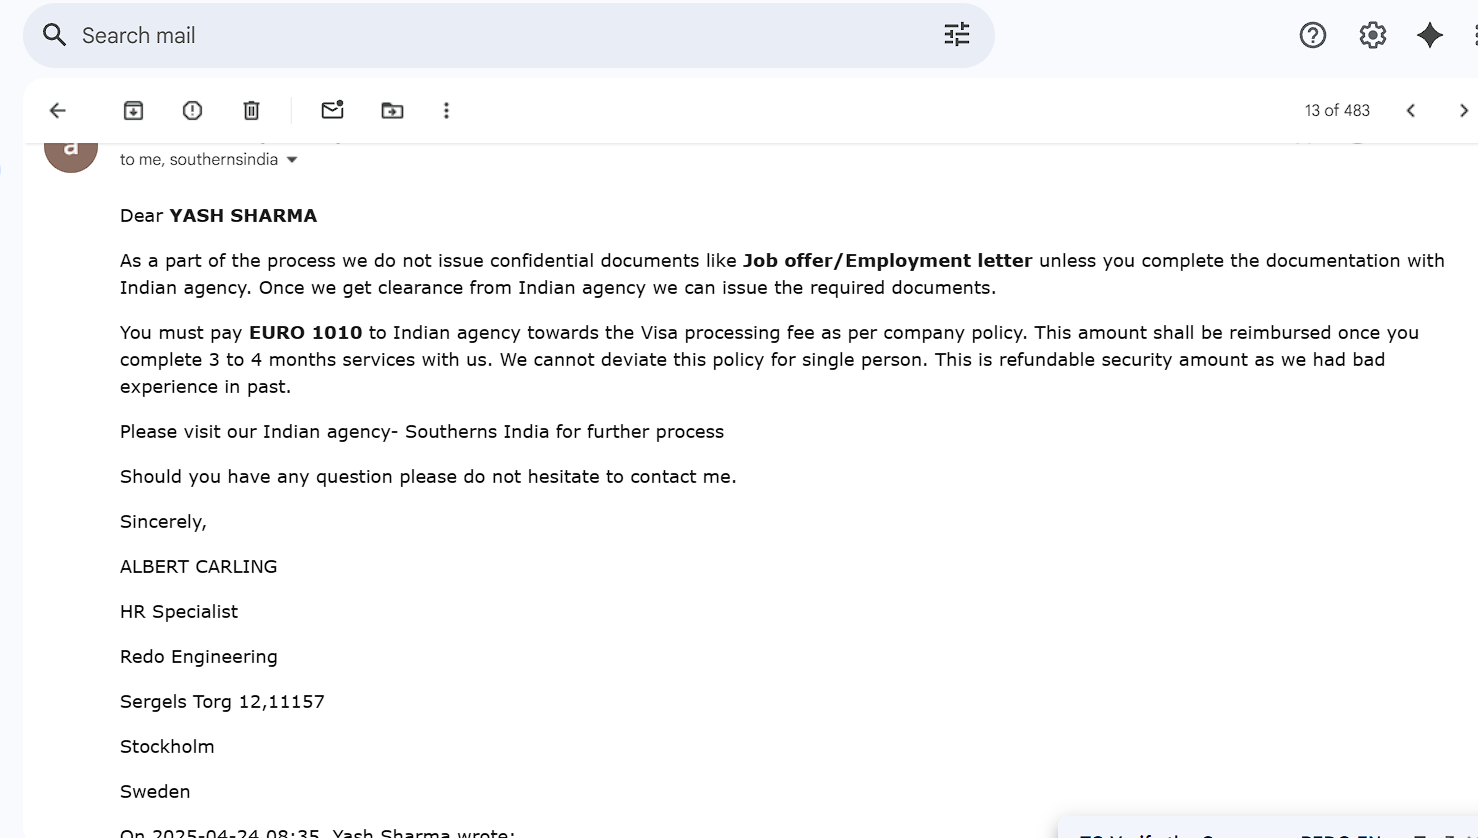 Search mail
13 of 483
a
to me, southernsindia
Dear YASH SHARMA
As a part of the process we do not issue confidential documents like Job offer/Employment letter unless you complete the documentation with
Indian agency. Once we get clearance from Indian agency we can issue the required documents.
You must pay EURO 1010 to Indian agency towards the Visa processing fee as per company policy. This amount shall be reimbursed once you
complete 3 to 4 months services with us. We cannot deviate this policy for single person. This is refundable security amount as we had bad
experience in past.
Please visit our Indian agency- Southerns India for further process
Should you have any question please do not hesitate to contact me.
Sincerely,
ALBERT CARLING
HR Specialist
Redo Engineering
Sergels Torg 12,11157
Stockholm
Sweden
On 2025-04-24 08:35, Yash Sharma wrote: